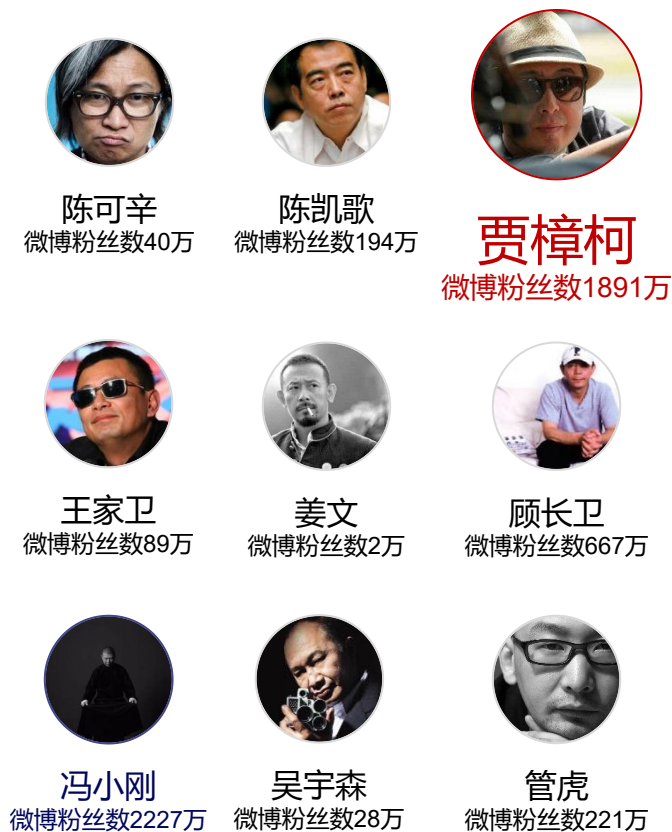 陈可辛
微博粉丝数40万
陈凯歌
微博粉丝数194万
贾樟柯
微博粉丝数1891万
王家卫
微博粉丝数89万
姜文
微博粉丝数2万
顾长卫
微博粉丝数667万
冯小刚
微博粉丝数2227万
吴宇森
微博粉丝数28万
管虎
微博粉丝数221万